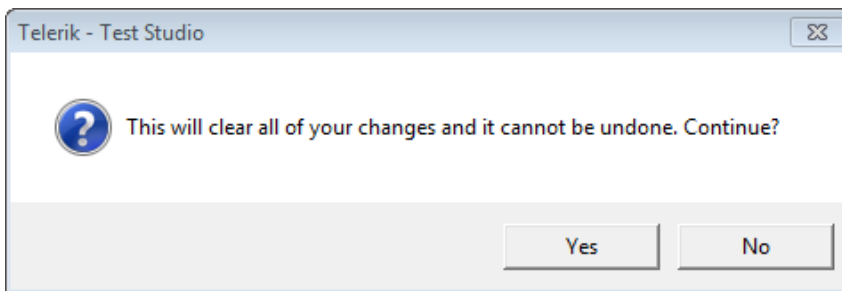 Telerik - Test Studio
This will clear all of your changes and it cannot be undone. Continue?
Yes No